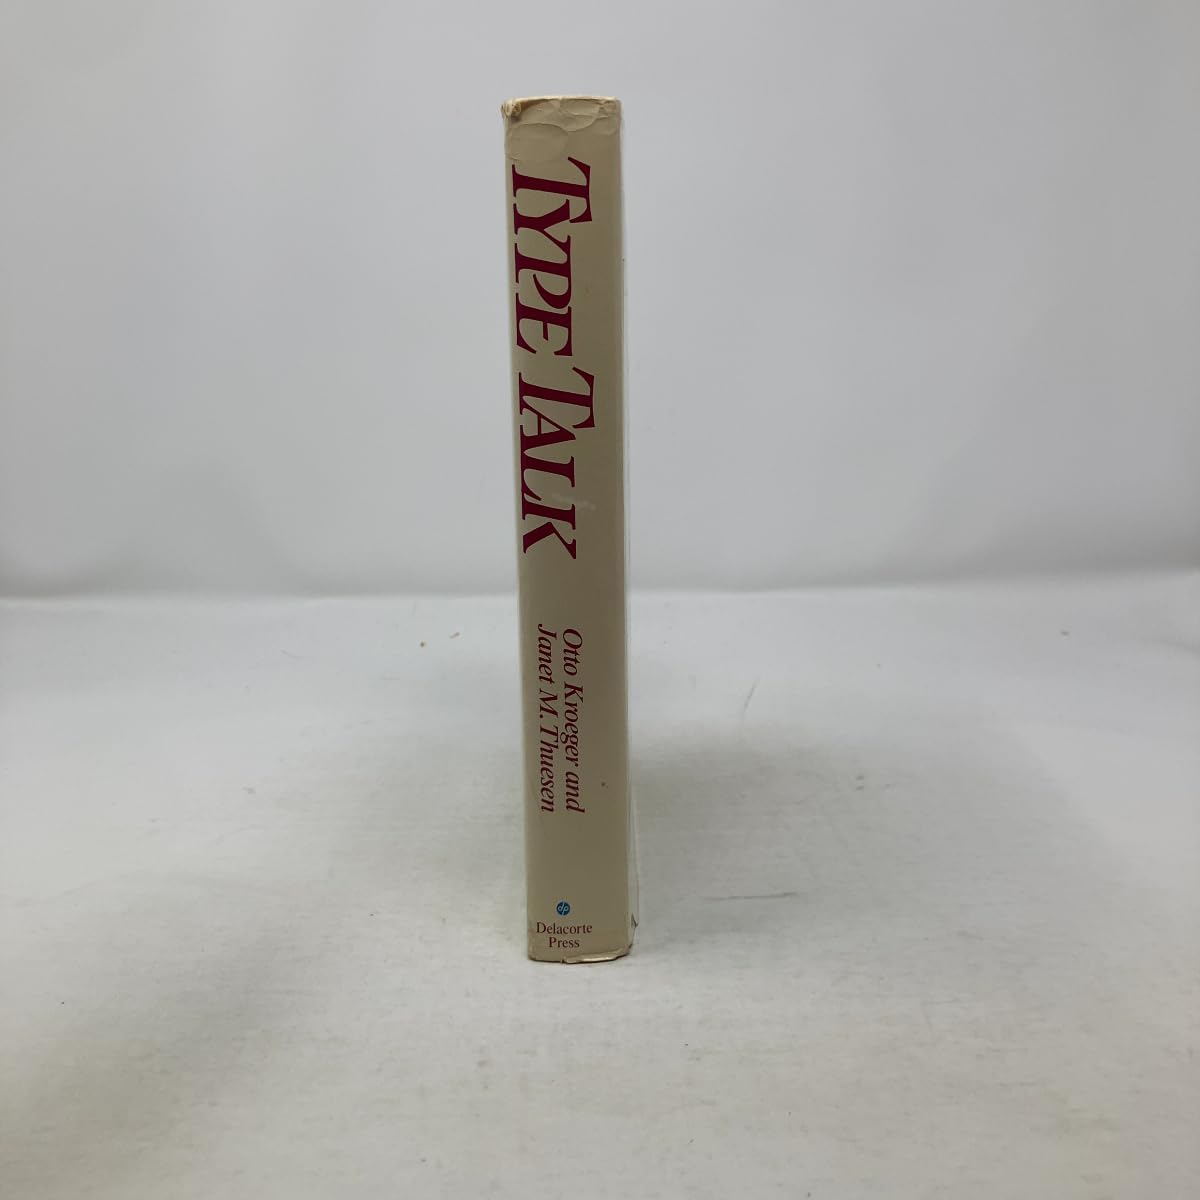 TYPE TALK
Otto Kroeger and
Janet M. Thuesen
dp
Delacorte
Press